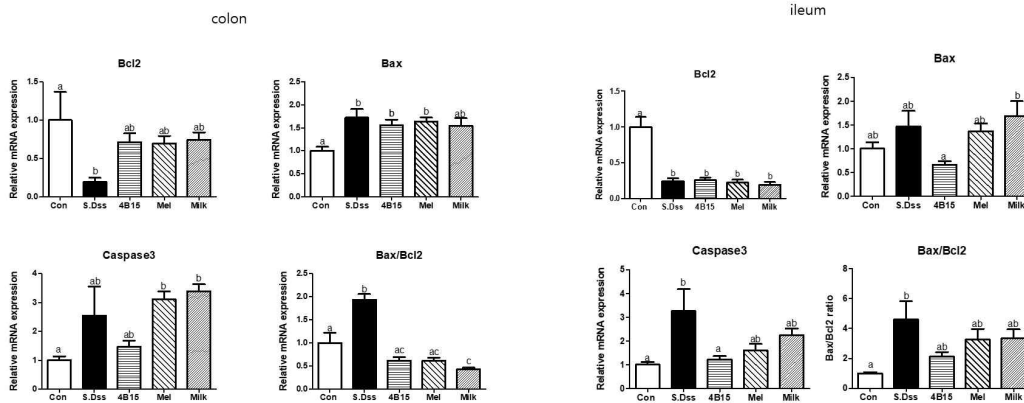 colon
ileum
Bcl2
Relative mRNA expression
1.5
1.0
0.5
0.0
a
b
ab
ab
ab
Con
S.Dss
4B15
Mel
Milk
Bax
Relative mRNA expression
2.5
2.0
1.5
1.0
0.5
0.0
a
b
b
b
ab
Con
S.Dss
4B15
Mel
Milk
Bcl2
Relative mRNA expression
1.5
1.0
0.5
0.0
a
b
b
b
b
Con
S.Dss
4B15
Mel
Milk
Bax
Relative mRNA expression
2.5
2.0
1.5
1.0
0.5
0.0
ab
ab
a
ab
b
Con
S.Dss
4B15
Mel
Milk
Caspase3
Relative mRNA expression
4
3
2
1
0
a
ab
ab
b
b
Con
S.Dss
4B15
Mel
Milk
Bax/Bcl2
Relative mRNA expression
2.5
2.0
1.5
1.0
0.5
0.0
a
b
ac
ac
c
Con
S.Dss
4B15
Mel
Milk
Caspase3
Relative mRNA expression
5
4
3
2
1
0
a
b
a
ab
ab
Con
S.Dss
4B15
Mel
Milk
Bax/Bcl2
Bax/Bcl2 ratio
8
6
4
2
0
a
b
ab
ab
ab
Con
S.Dss
4B15
Mel
Milk